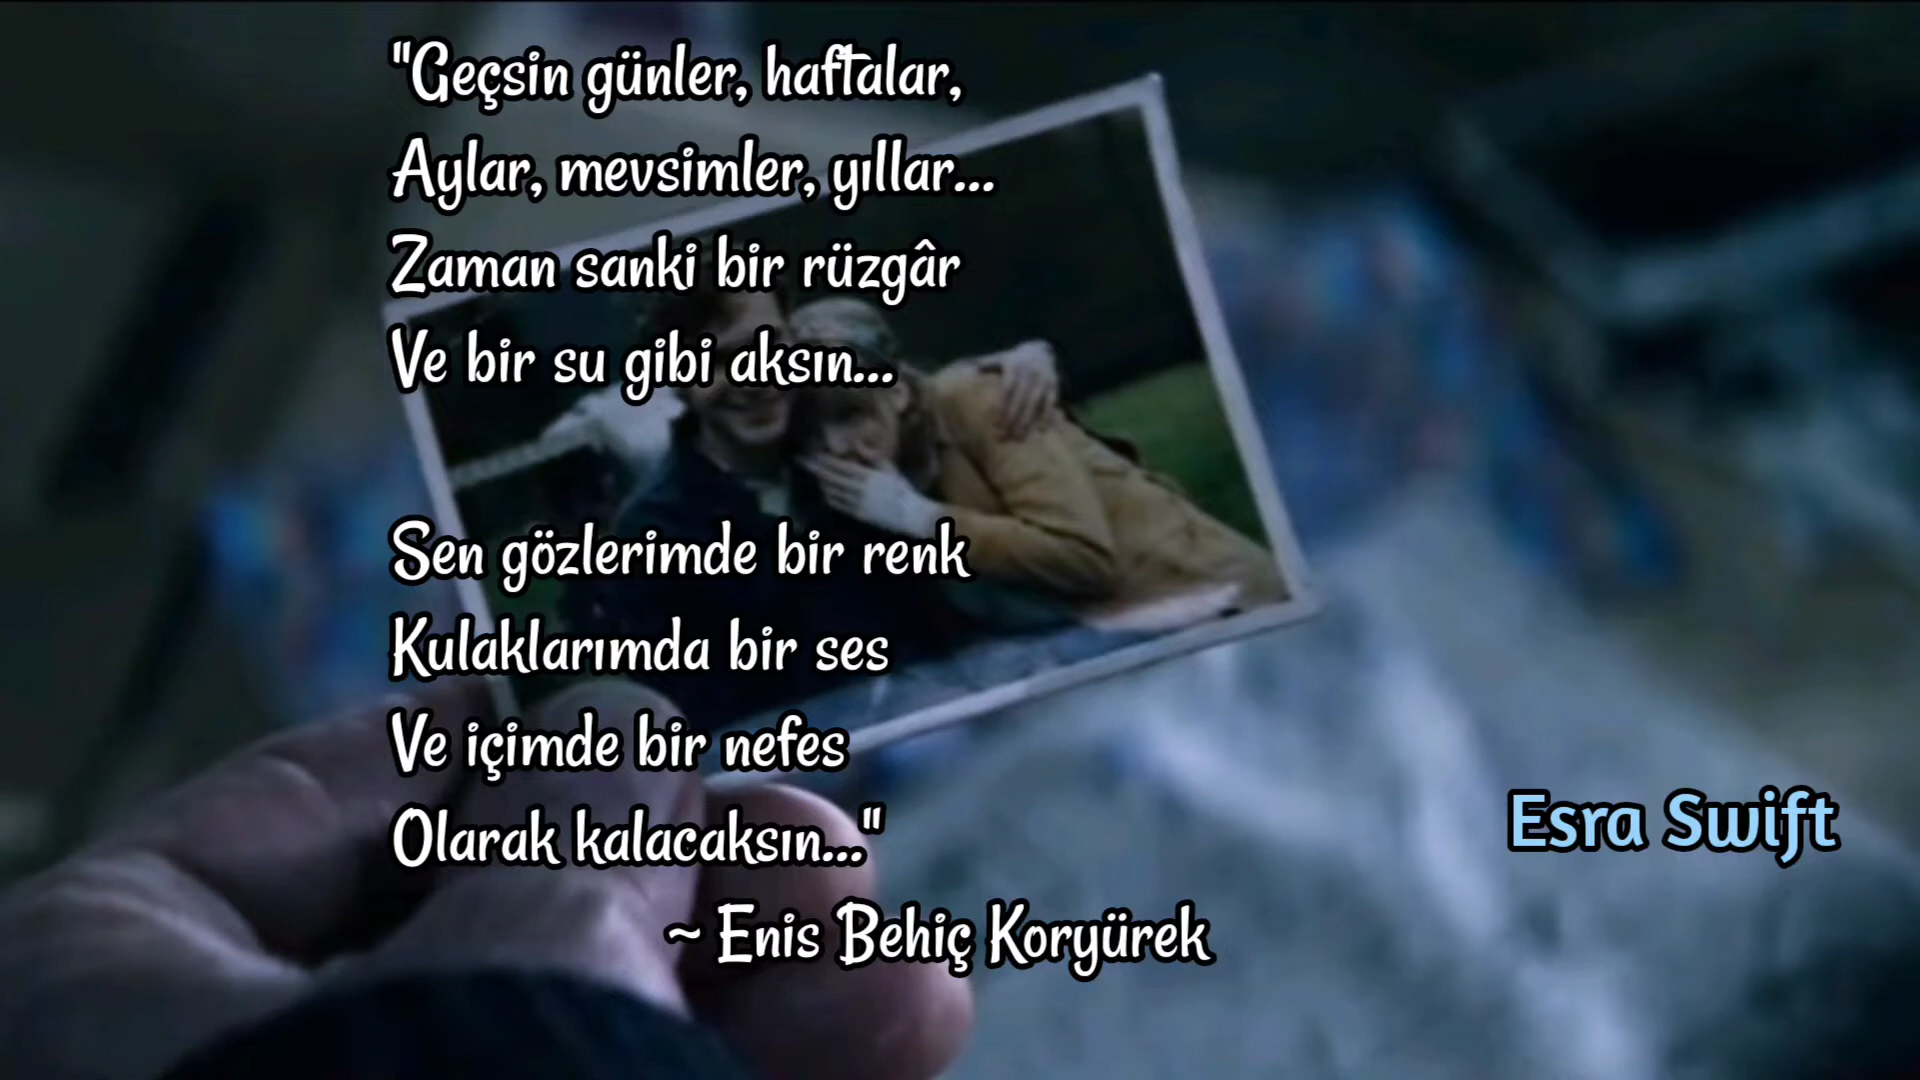 "Geçsin günler, haftalar,
Aylar, mevsimler, yıllar...
Zaman sanki bir rüzgâr
Ve bir su gibi aksın...
Sen gözlerimde bir renk
Kulaklarımda bir ses
Ve içimde bir nefes
Olarak kalacaksın..."
~ Enis Behiç Koryürek
Esra Swift